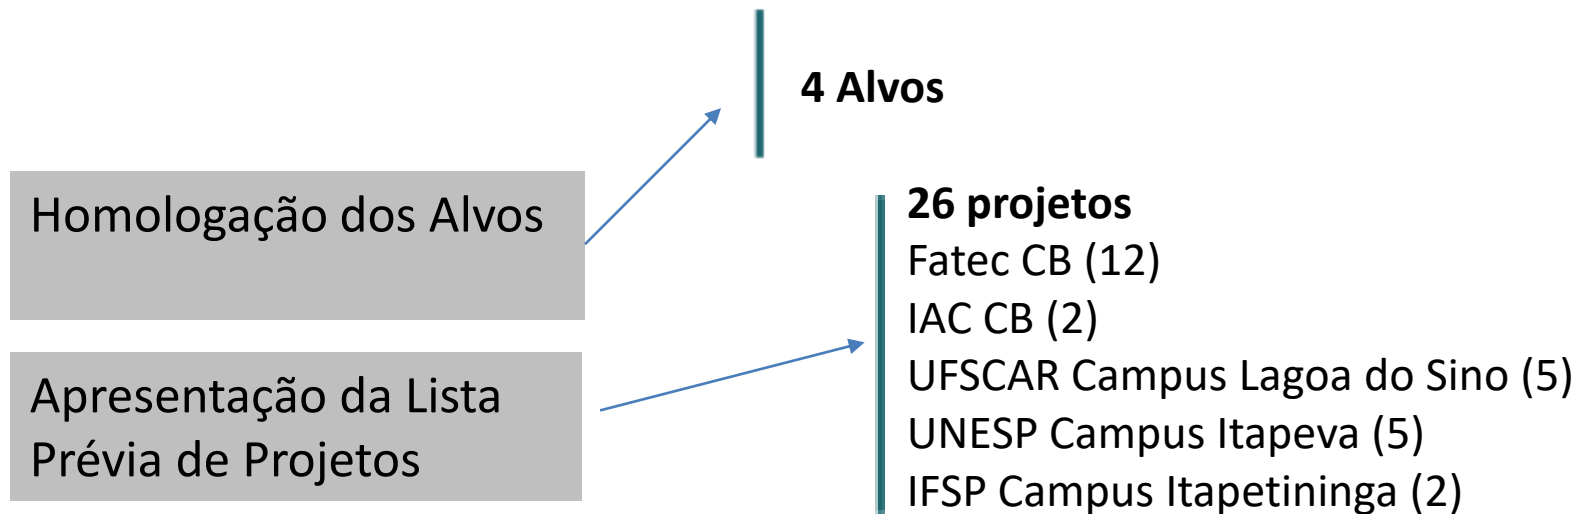 4 Alvos
Homologação dos Alvos
26 projetos
Fatec CB (12)
IAC CB (2)
UFSCAR Campus Lagoa do Sino (5)
UNESP Campus Itapeva (5)
IFSP Campus Itapetininga (2)
Apresentação da Lista
Prévia de Projetos